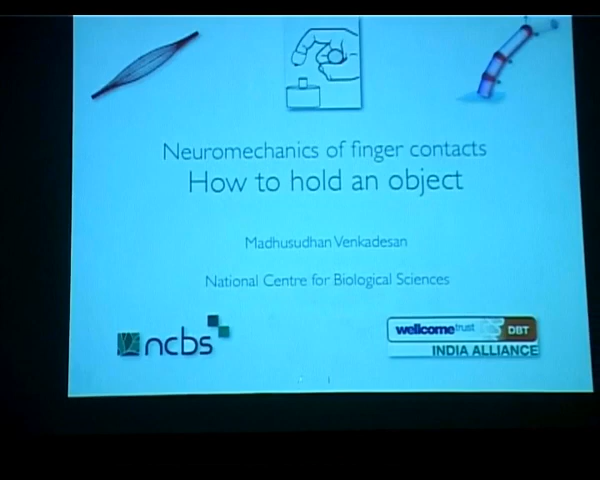 Neuromechanics of finger contacts
How to hold an object
Madhusudhan Venkadesan
National Centre for Biological Sciences
ncbs
wellcome trust DBT
INDIA ALLIANCE